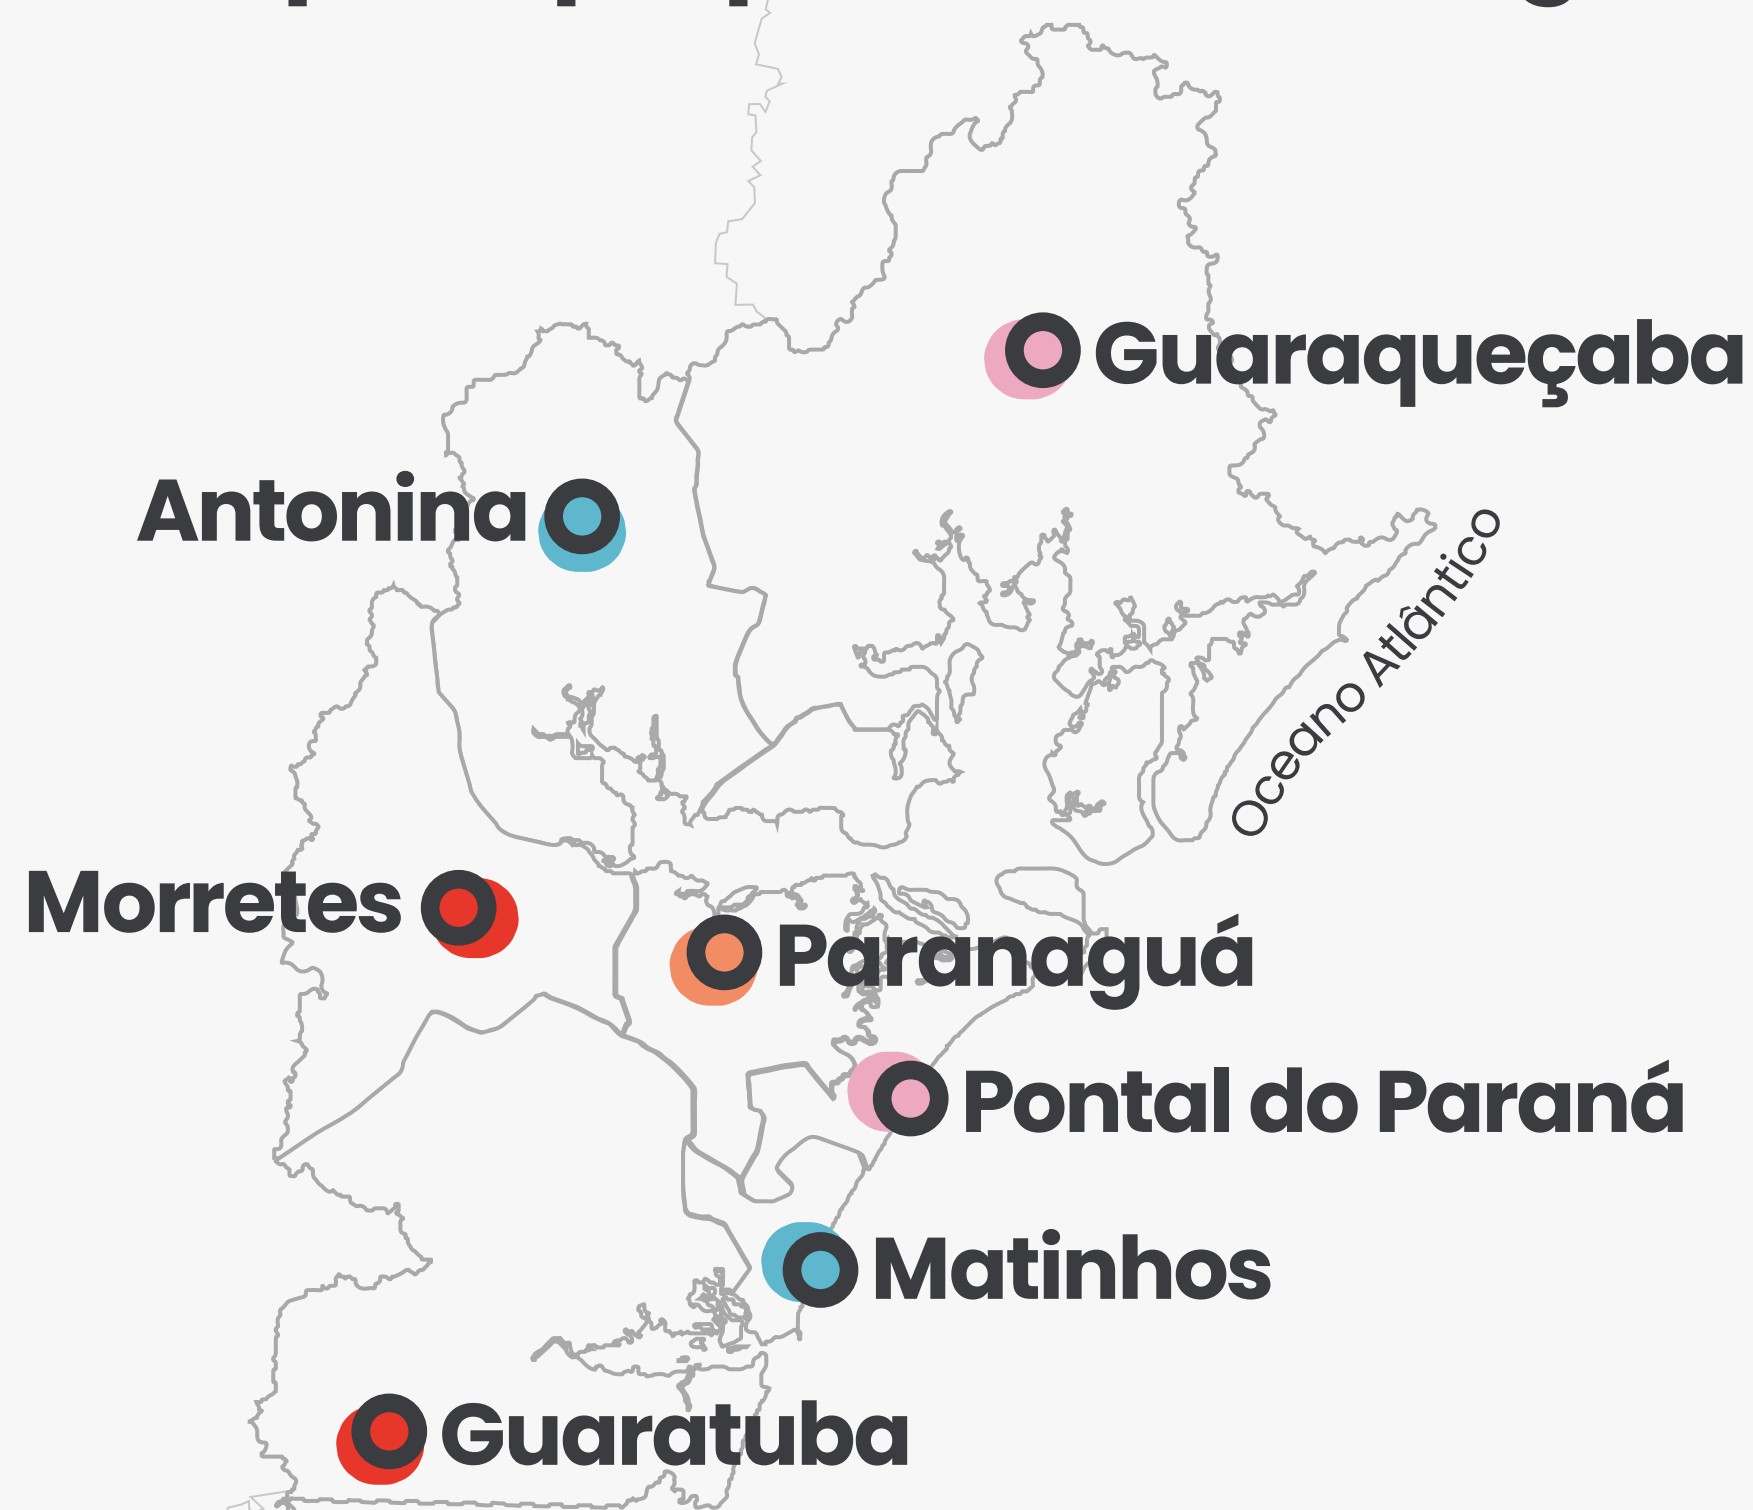 Guaraqueçaba
Antonina
Oceano Atlântico
Morretes
Paranaguá
Pontal do Paraná
Matinhos
Guaratuba